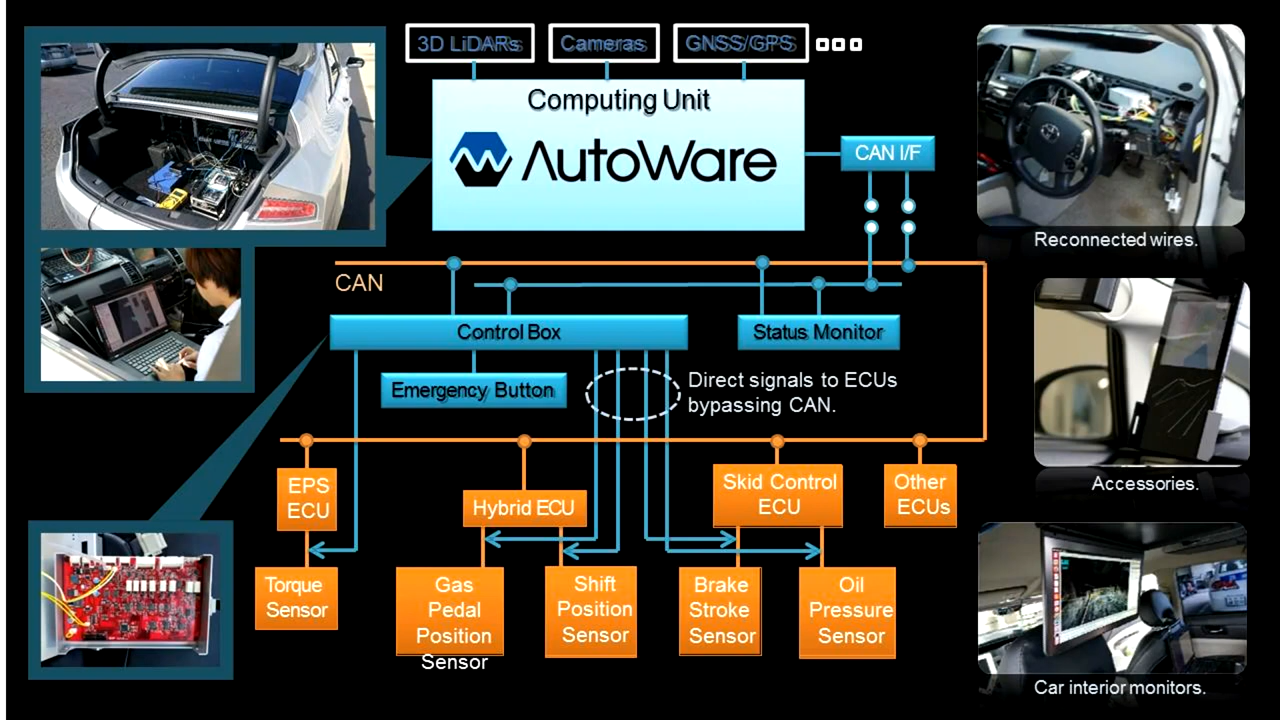 3D LiDARs
Cameras
GNSS/GPS
Computing Unit
AutoWare
CAN I/F
Reconnected wires.
CAN
Control Box
Status Monitor
Emergency Button
Direct signals to ECUs
bypassing CAN.
EPS
ECU
Hybrid ECU
Skid Control
ECU
Other
ECUs
Accessories.
Torque
Sensor
Gas
Pedal
Position
Sensor
Shift
Position
Sensor
Brake
Stroke
Sensor
Oil
Pressure
Sensor
Car interior monitors.